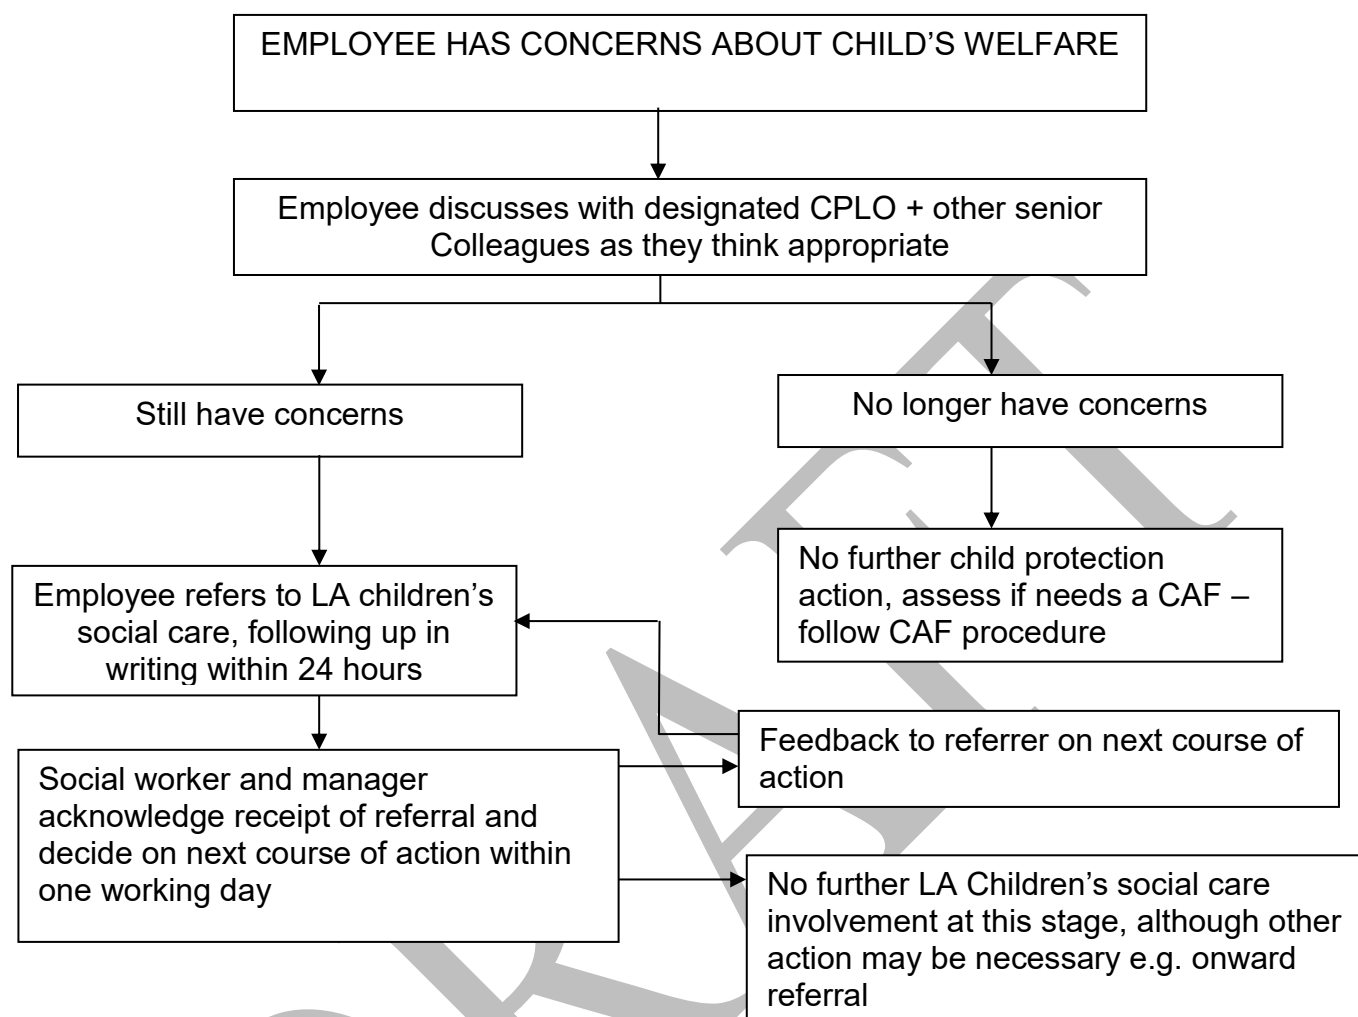 EMPLOYEE HAS CONCERNS ABOUT CHILD’S WELFARE
Employee discusses with designated CPLO + other senior
Colleagues as they think appropriate
Still have concerns
No longer have concerns
No further child protection
action, assess if needs a CAF –
follow CAF procedure
Employee refers to LA children’s
social care, following up in
writing within 24 hours
Feedback to referrer on next course of
action
Social worker and manager
acknowledge receipt of referral and
decide on next course of action within
one working day
No further LA Children’s social care
involvement at this stage, although other
action may be necessary e.g. onward
referral
DRAFT